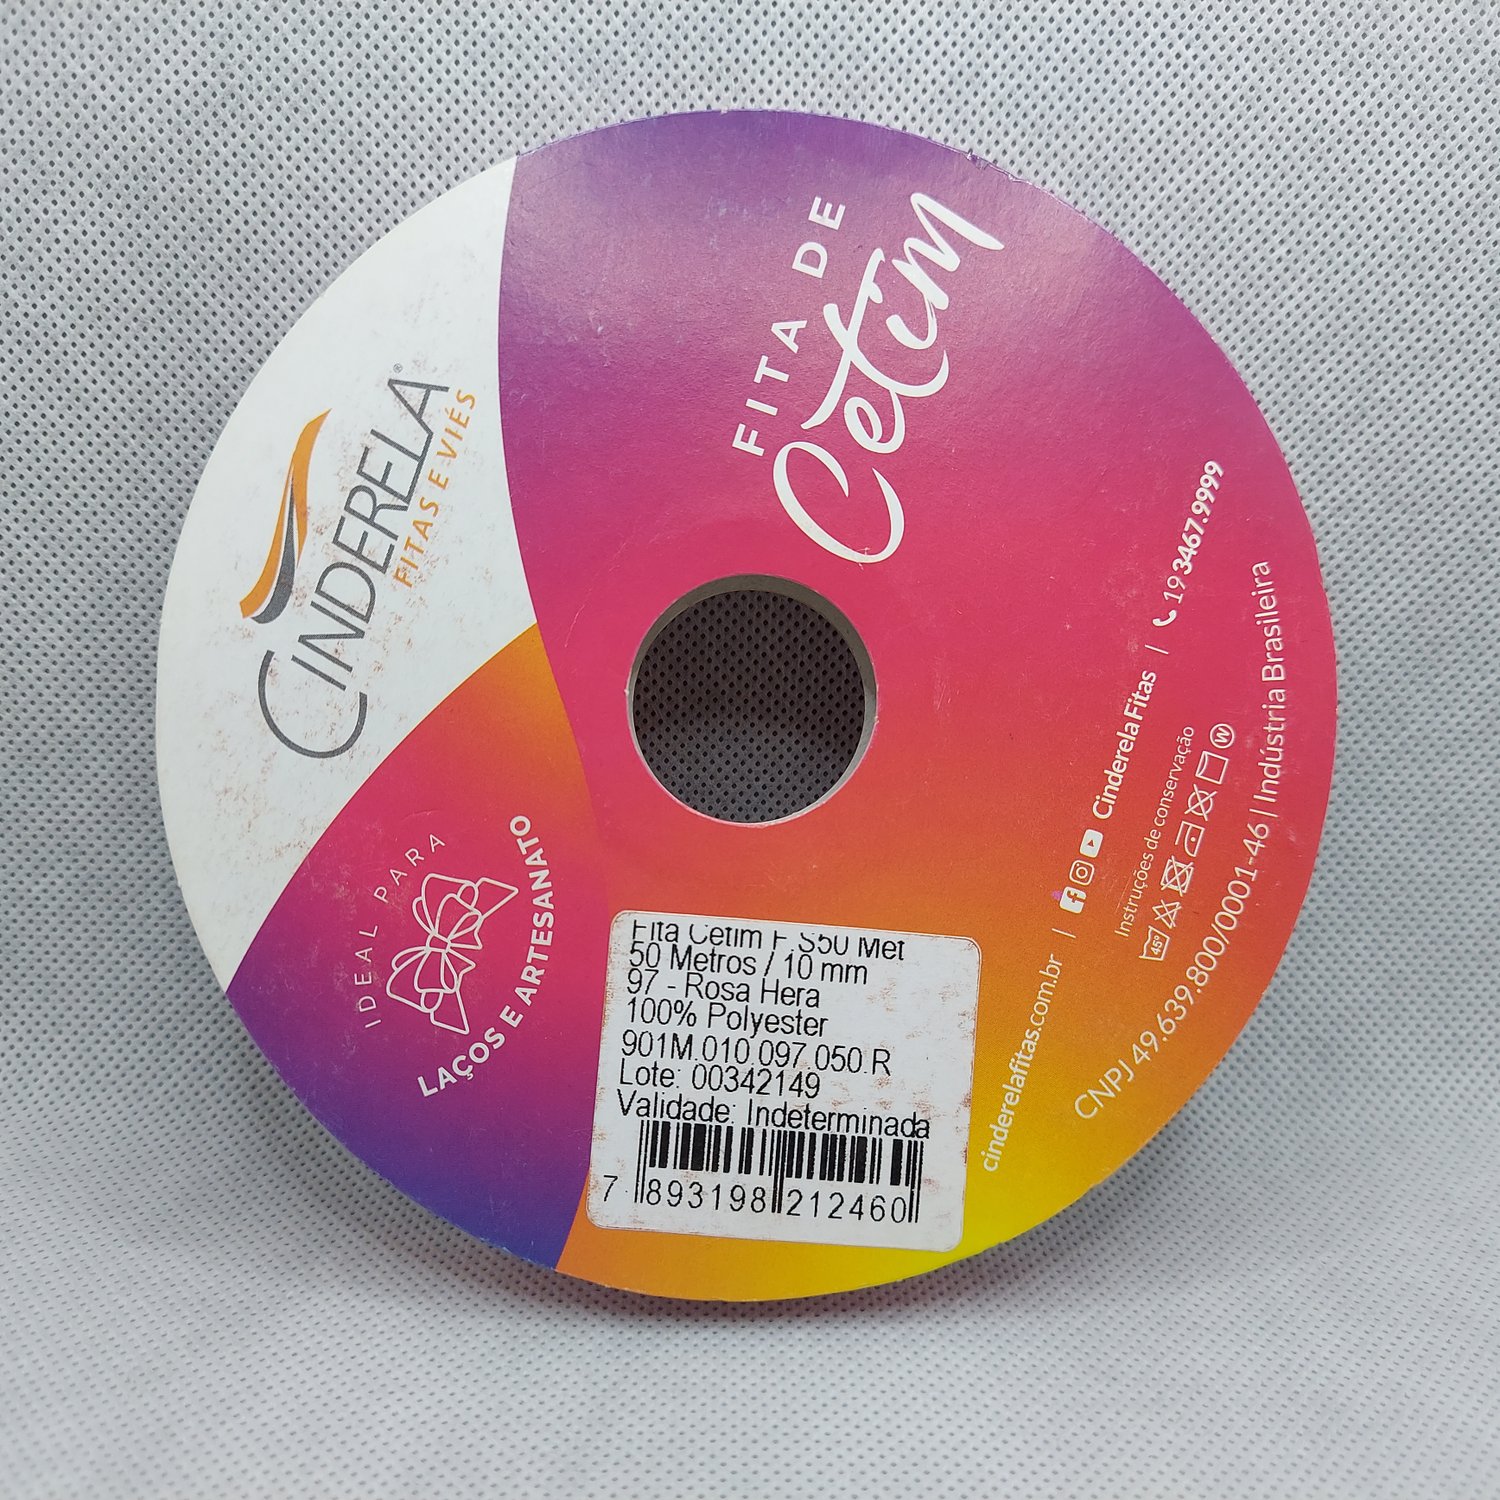 CINDERELA®
FITAS E VIÉS
FITA DE
Cetim
IDEAL PARA
LAÇOS E ARTESANATO
Fita Cetim F S50 Met
50 Metros / 10 mm
97 - Rosa Hera
100% Polyester
901M.010.097.050.R
Lote: 00342149
Validade: Indeterminada
7 893198 212460
cinderelafitas.com.br | Cinderela Fitas | 19 3467.9999
Instruções de conservação
45° W
CNPJ 49.639.800/0001-46 | Indústria Brasileira